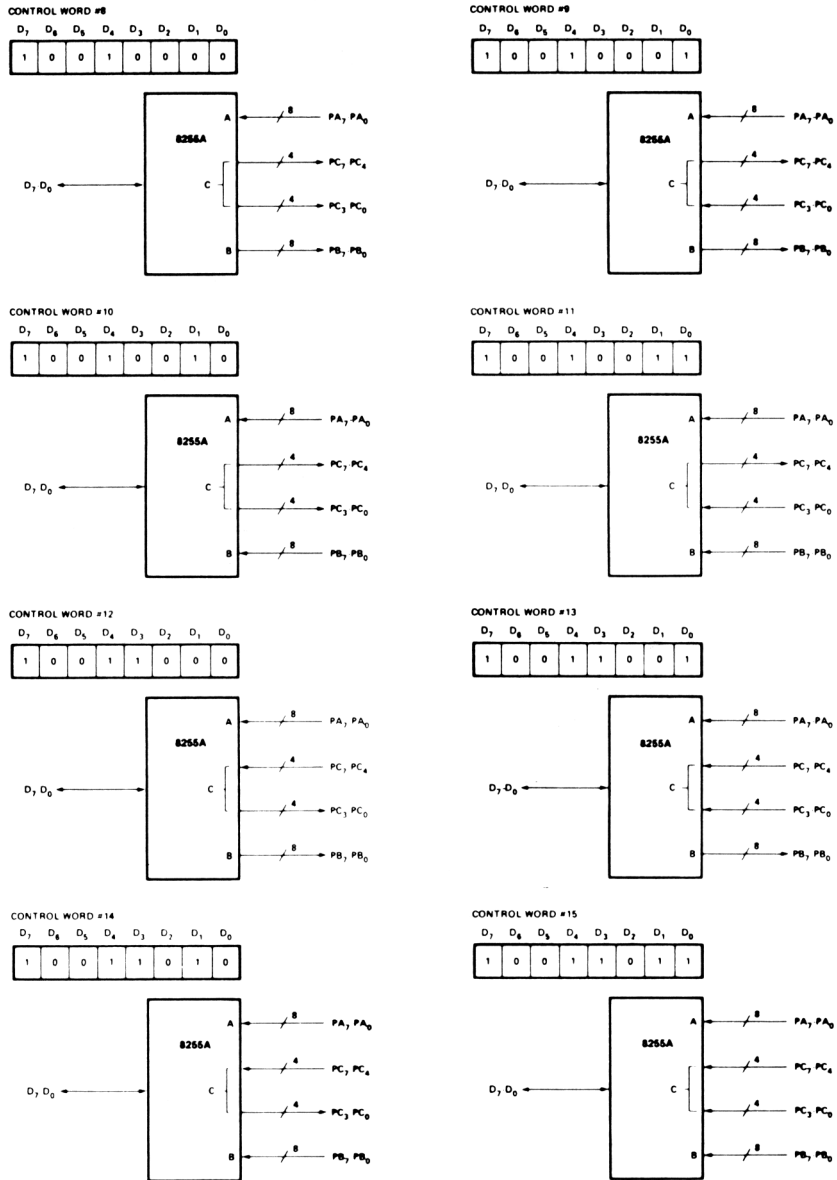 CONTROL WORD #8
D₇ D₆ D₅ D₄ D₃ D₂ D₁ D₀
1 0 0 1 0 0 0 0
A 8 PA₇ PA₀
8255A
4 PC₇ PC₄
D₇ D₀ C
4 PC₃ PC₀
B 8 PB₇ PB₀
CONTROL WORD #9
D₇ D₆ D₅ D₄ D₃ D₂ D₁ D₀
1 0 0 1 0 0 0 1
A 8 PA₇-PA₀
8255A
4 PC₇-PC₄
D₇ D₀ C
4 PC₃ PC₀
B 8 PB₇ PB₀
CONTROL WORD #10
D₇ D₆ D₅ D₄ D₃ D₂ D₁ D₀
1 0 0 1 0 0 1 0
A 8 PA₇-PA₀
8255A
4 PC₇ PC₄
D₇ D₀ C
4 PC₃ PC₀
B 8 PB₇ PB₀
CONTROL WORD #11
D₇ D₆ D₅ D₄ D₃ D₂ D₁ D₀
1 0 0 1 0 0 1 1
A 8 PA₇-PA₀
8255A
4 PC₇ PC₄
D₇ D₀ C
4 PC₃ PC₀
B 8 PB₇ PB₀
CONTROL WORD #12
D₇ D₆ D₅ D₄ D₃ D₂ D₁ D₀
1 0 0 1 1 0 0 0
A 8 PA₇ PA₀
8255A
4 PC₇ PC₄
D₇ D₀ C
4 PC₃ PC₀
B 8 PB₇ PB₀
CONTROL WORD #13
D₇ D₆ D₅ D₄ D₃ D₂ D₁ D₀
1 0 0 1 1 0 0 1
A 8 PA₇ PA₀
8255A
4 PC₇ PC₄
D₇-D₀ C
4 PC₃ PC₀
B 8 PB₇ PB₀
CONTROL WORD #14
D₇ D₆ D₅ D₄ D₃ D₂ D₁ D₀
1 0 0 1 1 0 1 0
A 8 PA₇ PA₀
8255A
4 PC₇ PC₄
D₇ D₀ C
4 PC₃ PC₀
B 8 PB₇ PB₀
CONTROL WORD #15
D₇ D₆ D₅ D₄ D₃ D₂ D₁ D₀
1 0 0 1 1 0 1 1
A 8 PA₇ PA₀
8255A
4 PC₇ PC₄
D₇ D₀ C
4 PC₃ PC₀
B 8 PB₇ PB₀